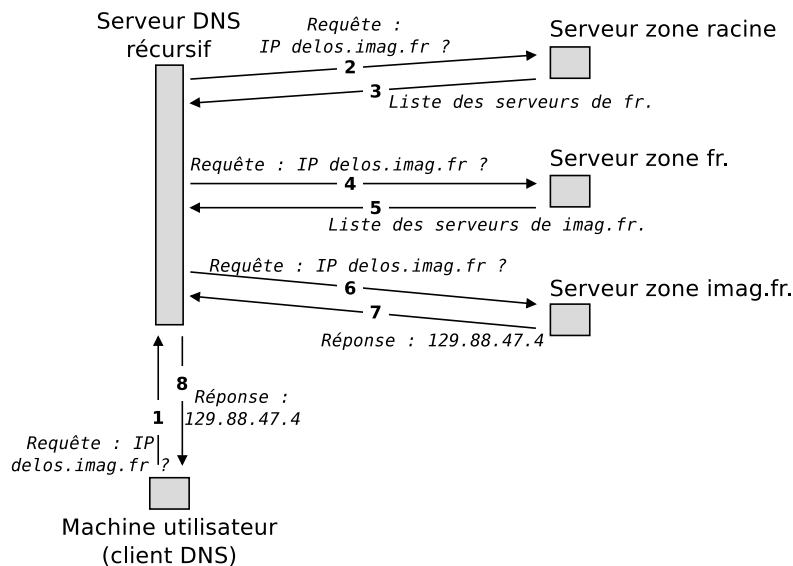 Serveur DNS
récursif
Requête :
IP delos.imag.fr ?
2
3
Liste des serveurs de fr.
Serveur zone racine
Requête : IP delos.imag.fr ?
4
5
Liste des serveurs de imag.fr.
Serveur zone fr.
Requête : IP delos.imag.fr ?
6
7
Réponse : 129.88.47.4
Serveur zone imag.fr.
8
Réponse :
129.88.47.4
1
Requête : IP
delos.imag.fr ?
Machine utilisateur
(client DNS)